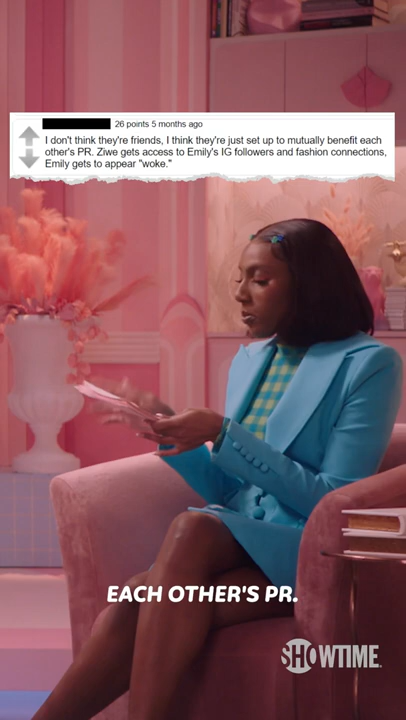 26 points 5 months ago
I don't think they're friends, I think they're just set up to mutually benefit each
other's PR. Ziwe gets access to Emily's IG followers and fashion connections,
Emily gets to appear "woke."
EACH OTHER'S PR.
SHOWTIME